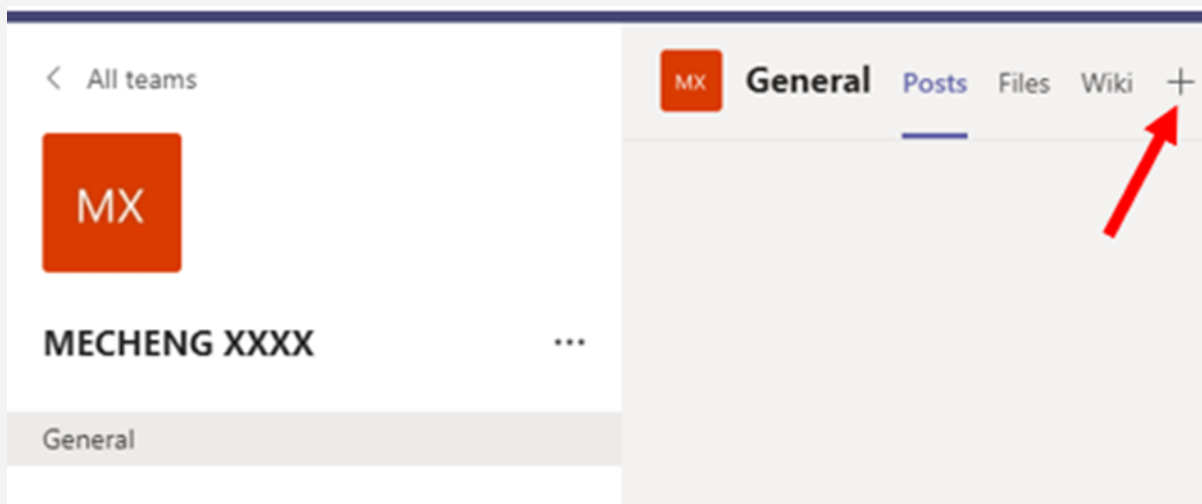 All teams
MX
MECHENG XXXX
...
General
MX General Posts Files Wiki +